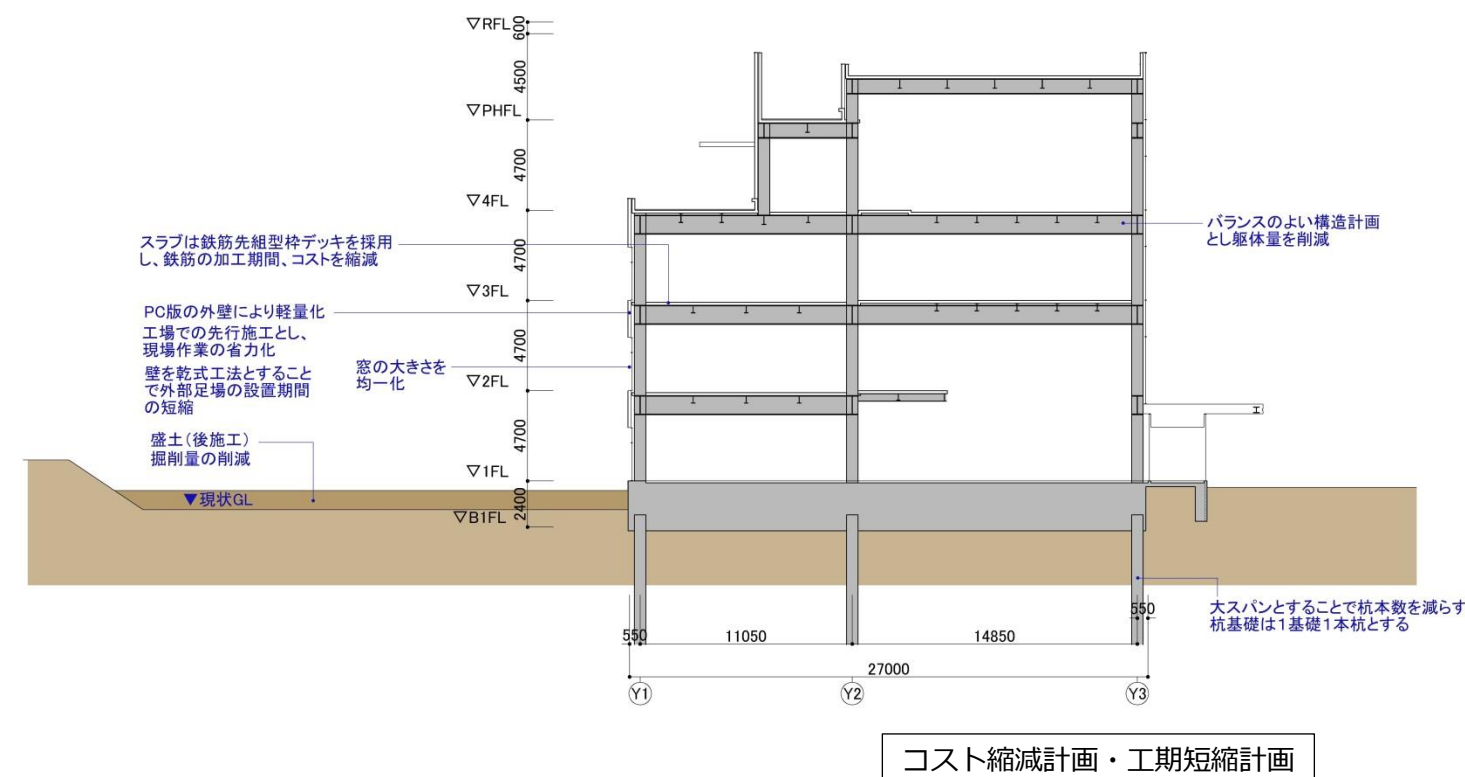 ▽RFL
600
4500
▽PHFL
4700
▽4FL
4700
▽3FL
4700
▽2FL
4700
▽1FL
2400
▽B1FL
スラブは鉄筋先組型枠デッキを採用
し、鉄筋の加工期間、コストを縮減
PC版の外壁により軽量化
工場での先行施工とし、
現場作業の省力化
壁を乾式工法とすること
で外部足場の設置期間
の短縮
窓の大きさを
均一化
盛土(後施工)
掘削量の削減
▼現状GL
バランスのよい構造計画
とし躯体量を削減
大スパンとすることで杭本数を減らす
杭基礎は1基礎1本杭とする
550
11050
14850
550
27000
Y1
Y2
Y3
コスト縮減計画・工期短縮計画